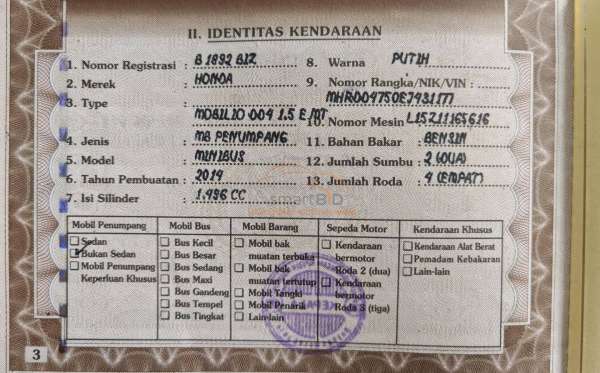 II. IDENTITAS KENDARAAN
1. Nomor Registrasi : B 1892 BIZ
2. Merek : HONDA
3. Type :
MOBILIO DD4 1.5 E MT
4. Jenis : MB PENUMPANG
5. Model : MINIBUS
6. Tahun Pembuatan : 2014
7. Isi Silinder : 1.496 CC
8. Warna PUTIH
9. Nomor Rangka/NIK/VIN :
10. Nomor Mesin L15Z11165616
11. Bahan Bakar : BENSIN
12. Jumlah Sumbu : 2 (DUA)
13. Jumlah Roda : 4 (EMPAT)
Mobil Penumpang
Sedan
Bukan Sedan
Mobil Penumpang
Keperluan Khusus
Mobil Bus
Bus Kecil
Bus Besar
Bus Sedang
Bus Maxi
Bus Gandeng
Bus Tempel
Bus Tingkat
Mobil Barang
Mobil bak
muatan terbuka
Mobil bak
muatan tertutup
Mobil Tangki
Mobil Penarik
Lain-lain
Sepeda Motor
Kendaraan
bermotor
Roda 2 (dua)
Kendaraan
bermotor
Roda 3 (tiga)
Kendaraan Khusus
Kendaraan Alat Berat
Pemadam Kebakaran
Lain-lain
smartBID
3